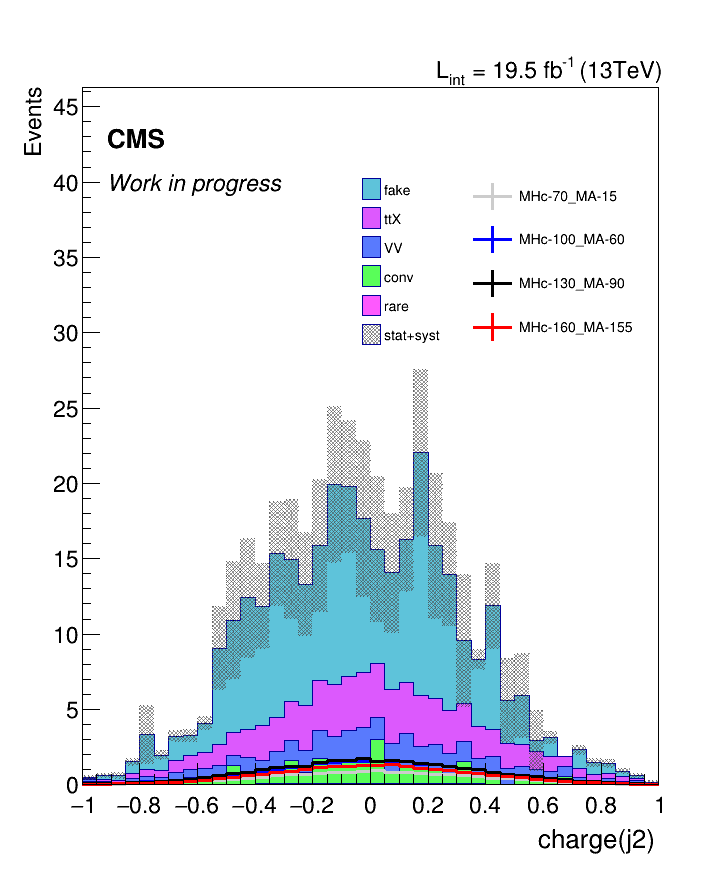 L_int = 19.5 fb^-1 (13TeV)
Events
CMS
Work in progress
fake
ttX
VV
conv
rare
stat+syst
MHc-70_MA-15
MHc-100_MA-60
MHc-130_MA-90
MHc-160_MA-155
45
40
35
30
25
20
15
10
5
0
−1 −0.8 −0.6 −0.4 −0.2 0 0.2 0.4 0.6 0.8 1
charge(j2)